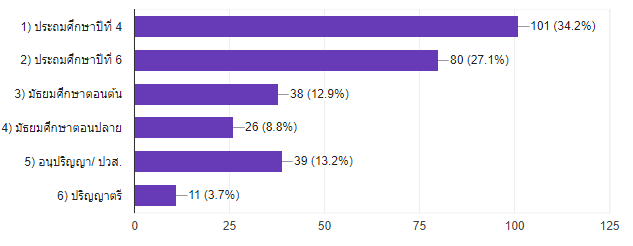 1) ประถมศึกษาปีที่ 4
101 (34.2%)
2) ประถมศึกษาปีที่ 6
80 (27.1%)
3) มัธยมศึกษาตอนต้น
38 (12.9%)
4) มัธยมศึกษาตอนปลาย
26 (8.8%)
5) อนุปริญญา/ ปวส.
39 (13.2%)
6) ปริญญาตรี
11 (3.7%)
0 25 50 75 100 125